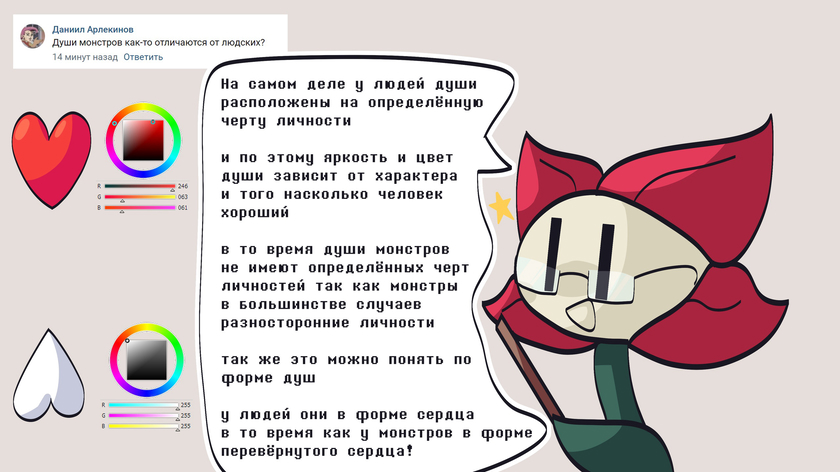 Даниил Арлекинов
Души монстров как-то отличаются от людских?
14 минут назад Ответить
На самом деле у людей души
расположены на определённую
черту личности
и по этому яркость и цвет
души зависит от характера
и того насколько человек
хороший
в то время души монстров
не имеют определённых черт
личностей так как монстры
в большинстве случаев
разносторонние личности
так же это можно понять по
форме душ
у людей они в форме сердца
в то время как у монстров в форме
перевёрнутого сердца!
R 246
G 063
B 061
R 255
G 255
B 255